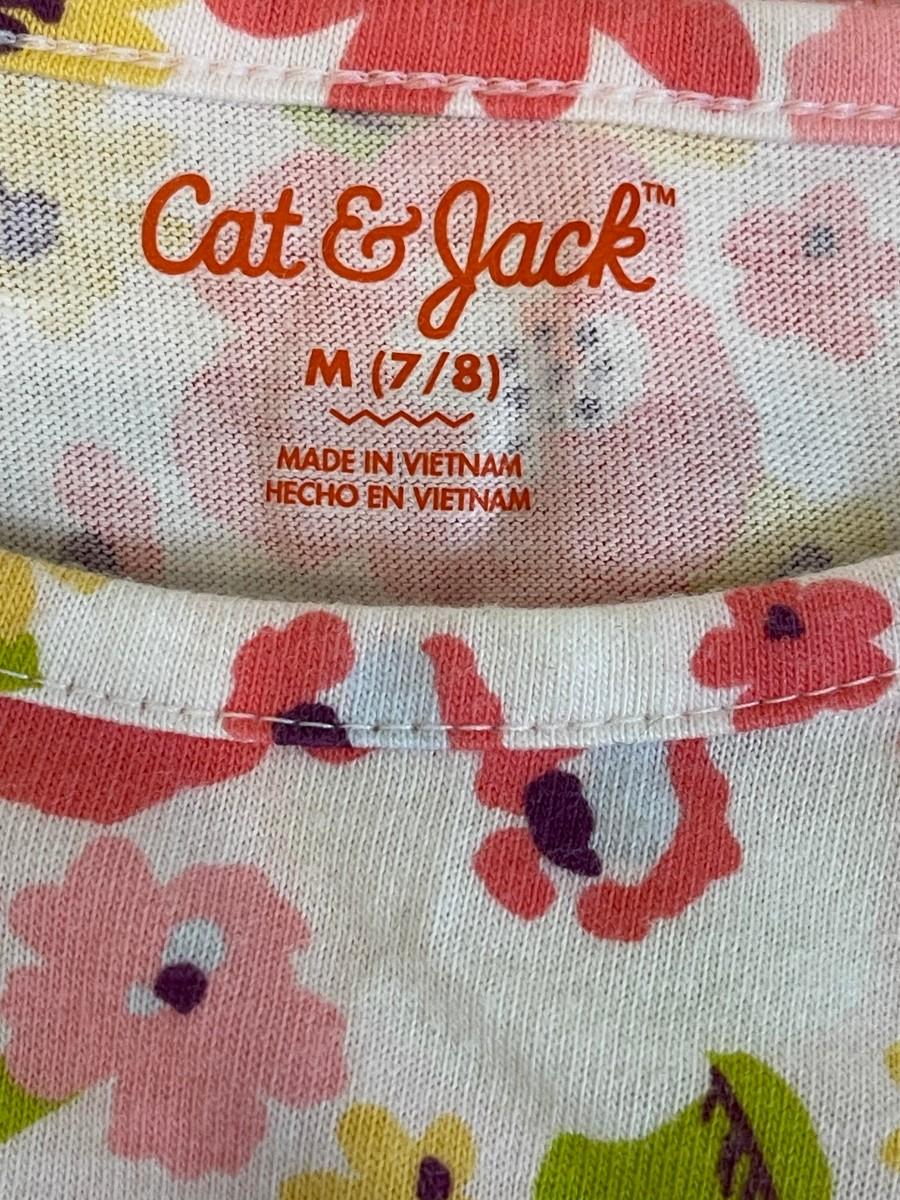 Cat & Jack™
M (7/8)
MADE IN VIETNAM
HECHO EN VIETNAM